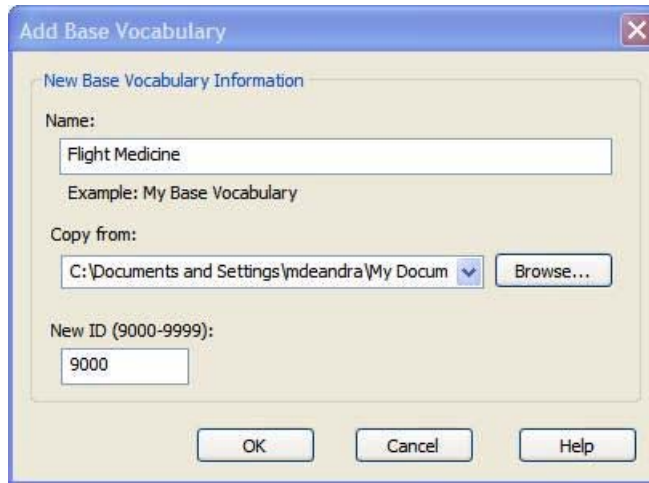 Add Base Vocabulary
New Base Vocabulary Information
Name:
Flight Medicine
Example: My Base Vocabulary
Copy from:
C:\Documents and Settings\mdeandra\My Docum
Browse...
New ID (9000-9999):
9000
OK Cancel Help